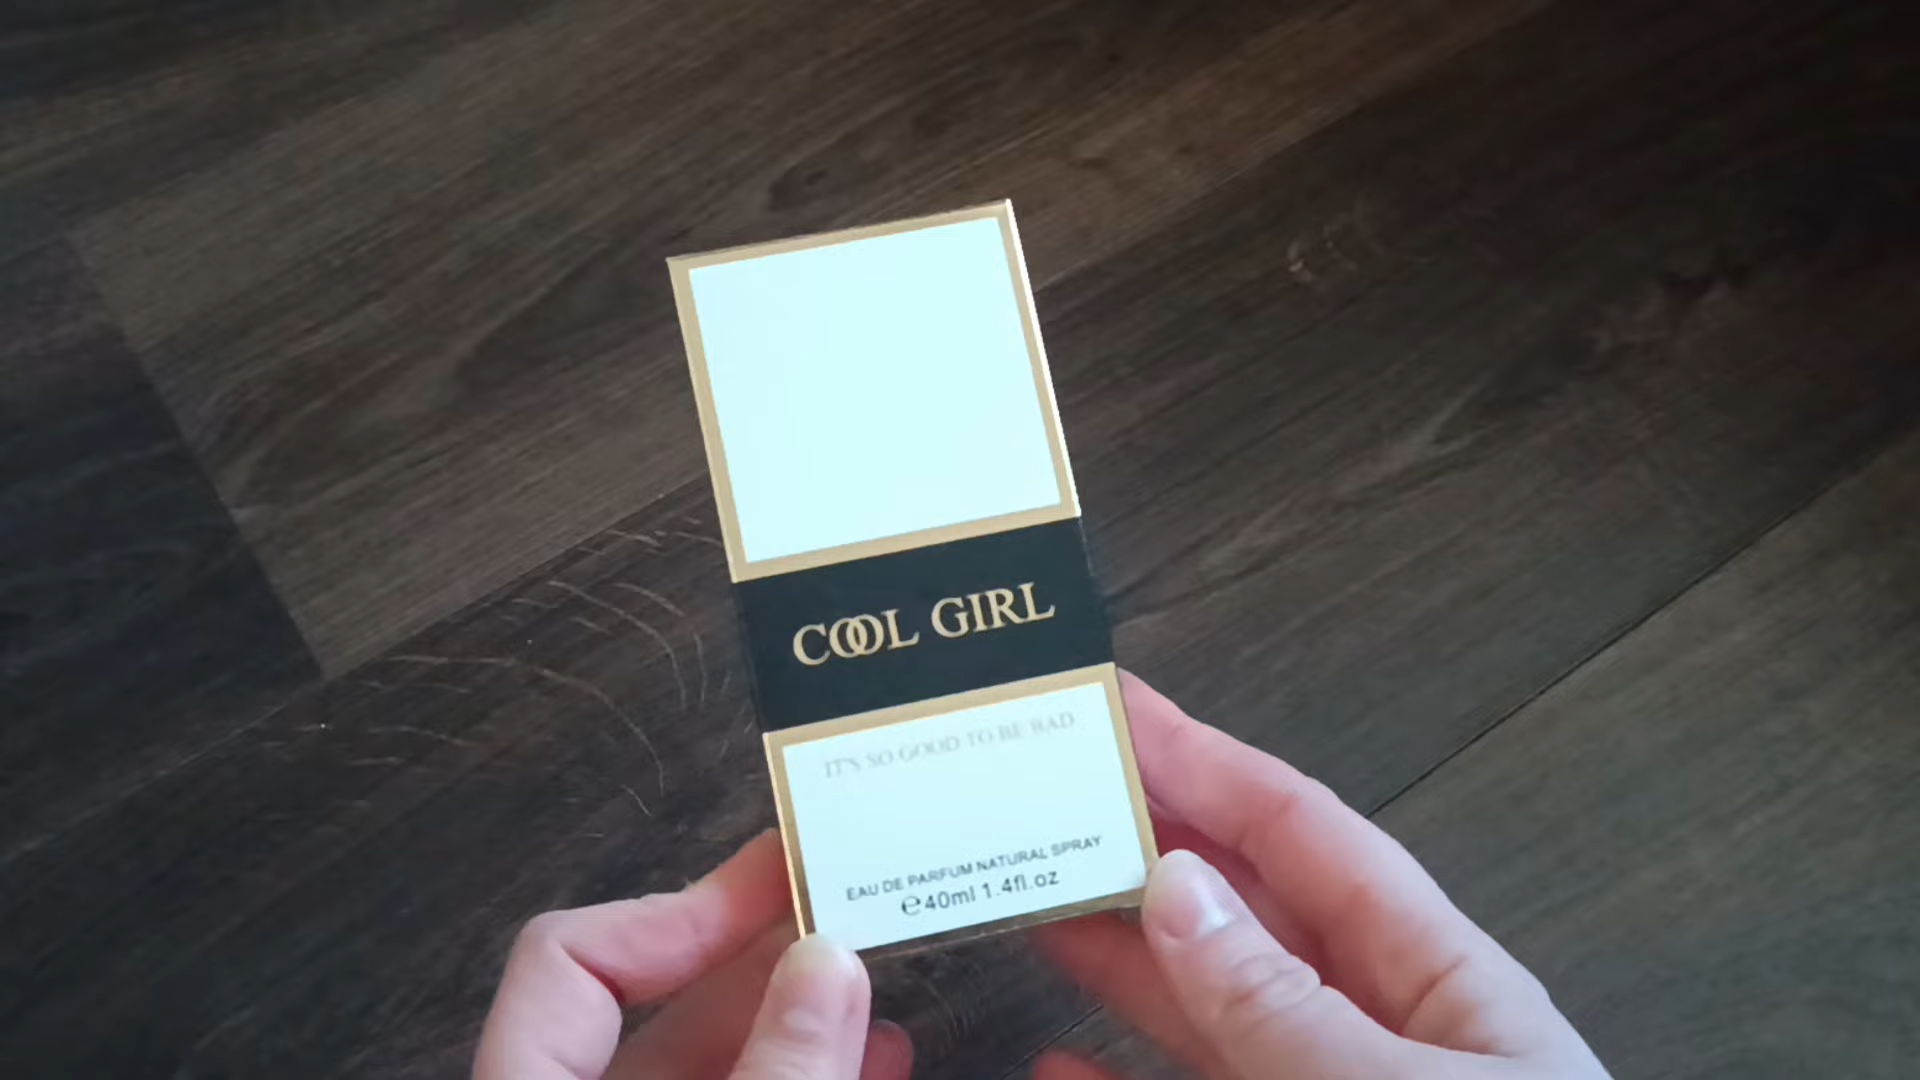 COOL GIRL
IT'S SO GOOD TO BE BAD
EAU DE PARFUM NATURAL SPRAY
℮40ml 1.4fl.oz